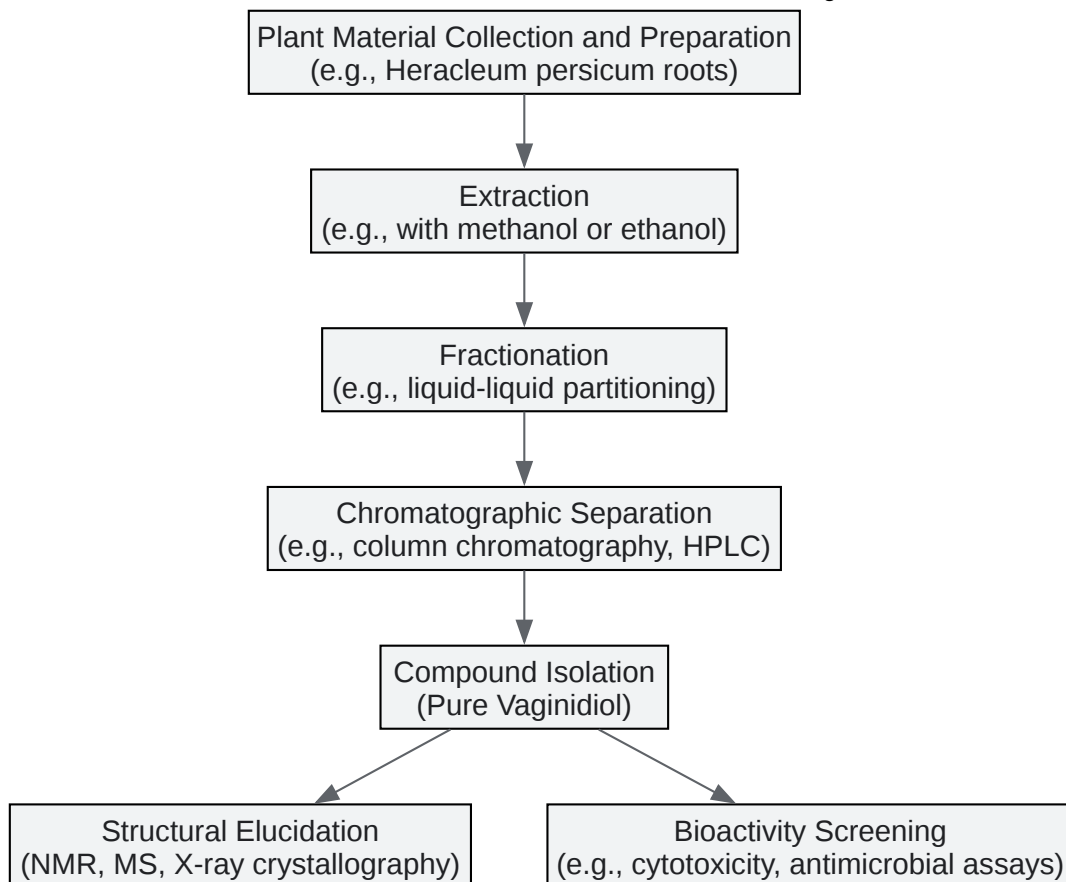 Plant Material Collection and Preparation
(e.g., Heracleum persicum roots)
Extraction
(e.g., with methanol or ethanol)
Fractionation
(e.g., liquid-liquid partitioning)
Chromatographic Separation
(e.g., column chromatography, HPLC)
Compound Isolation
(Pure Vaginidiol)
Structural Elucidation
(NMR, MS, X-ray crystallography)
Bioactivity Screening
(e.g., cytotoxicity, antimicrobial assays)